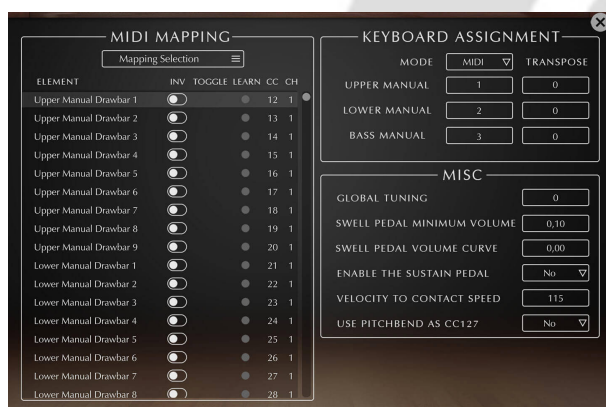 MIDI MAPPING
Mapping Selection
ELEMENT INV TOGGLE LEARN CC CH
Upper Manual Drawbar 1 12 1
Upper Manual Drawbar 2 13 1
Upper Manual Drawbar 3 14 1
Upper Manual Drawbar 4 15 1
Upper Manual Drawbar 5 16 1
Upper Manual Drawbar 6 17 1
Upper Manual Drawbar 7 18 1
Upper Manual Drawbar 8 19 1
Upper Manual Drawbar 9 20 1
Lower Manual Drawbar 1 21 1
Lower Manual Drawbar 2 22 1
Lower Manual Drawbar 3 23 1
Lower Manual Drawbar 4 24 1
Lower Manual Drawbar 5 25 1
Lower Manual Drawbar 6 26 1
Lower Manual Drawbar 7 27 1
Lower Manual Drawbar 8 28 1
KEYBOARD ASSIGNMENT
MODE MIDI TRANSPOSE
UPPER MANUAL 1 0
LOWER MANUAL 2 0
BASS MANUAL 3 0
MISC
GLOBAL TUNING 0
SWELL PEDAL MINIMUM VOLUME 0,10
SWELL PEDAL VOLUME CURVE 0,00
ENABLE THE SUSTAIN PEDAL No
VELOCITY TO CONTACT SPEED 115
USE PITCHBEND AS CC127 No